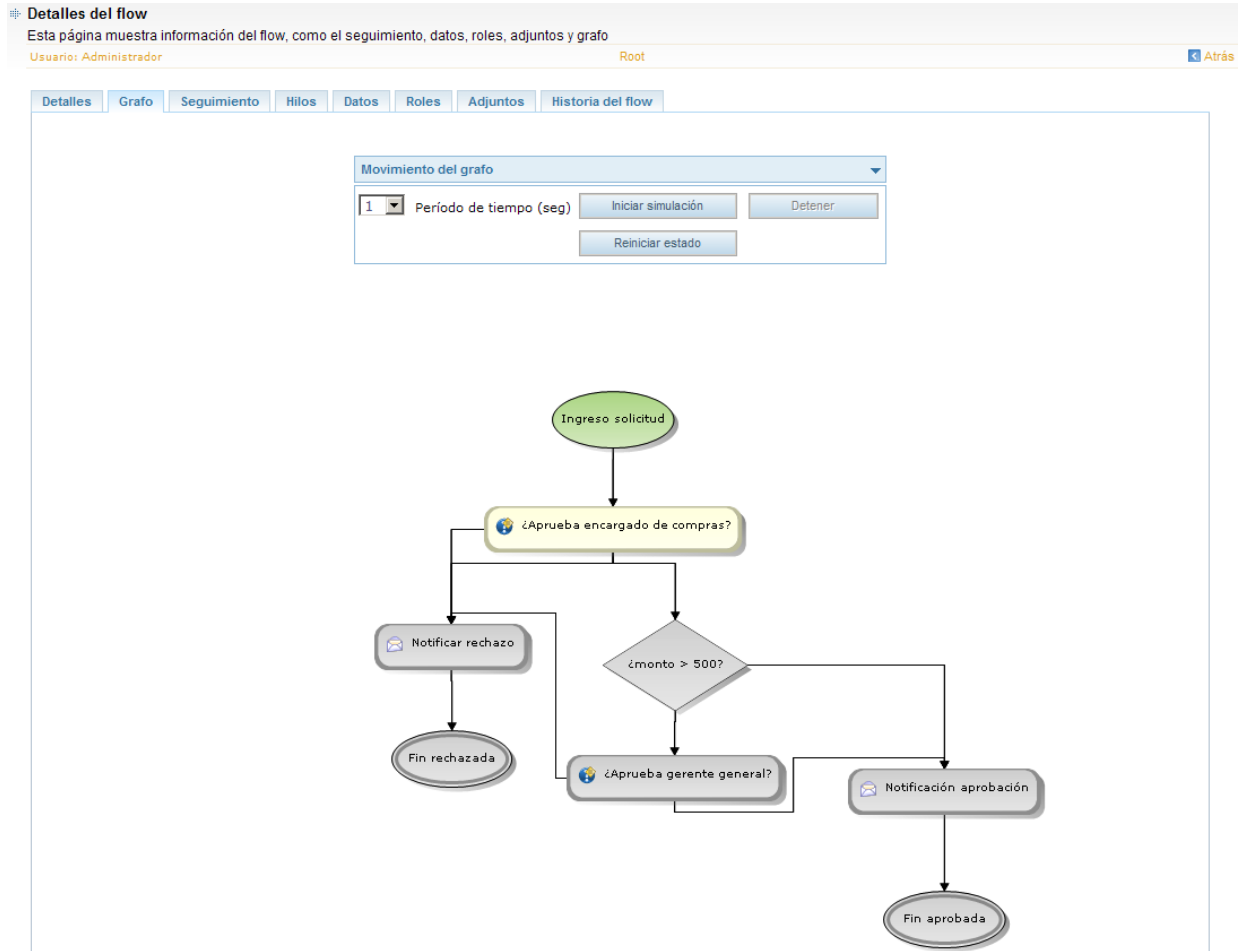 Detalles del flow
Esta página muestra información del flow, como el seguimiento, datos, roles, adjuntos y grafo
Usuario: Administrador Root Atrás
Detalles Grafo Seguimiento Hilos Datos Roles Adjuntos Historia del flow
Movimiento del grafo
1 Período de tiempo (seg) Iniciar simulación Detener
Reiniciar estado
Ingreso solicitud
¿Aprueba encargado de compras?
Notificar rechazo
¿monto > 500?
Fin rechazada
¿Aprueba gerente general?
Notificación aprobación
Fin aprobada